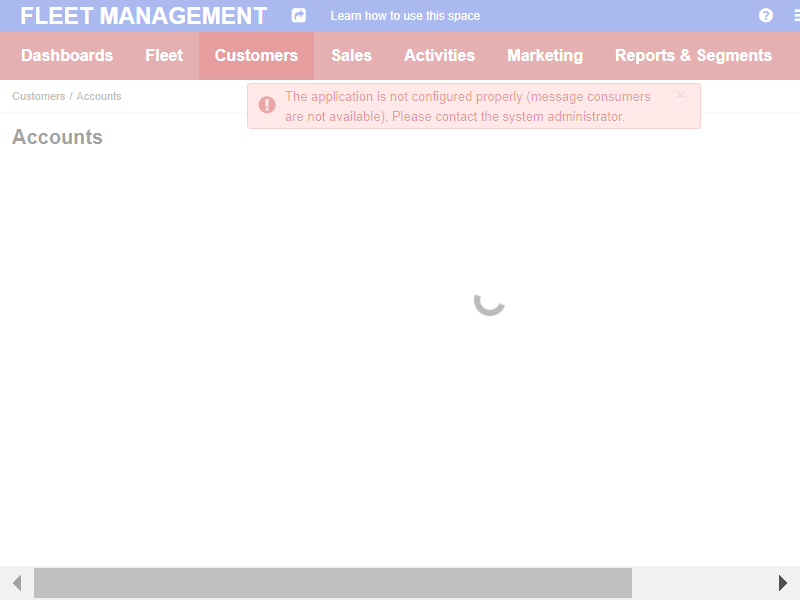 FLEET MANAGEMENT
Learn how to use this space
Dashboards Fleet Customers Sales Activities Marketing Reports & Segments
Customers / Accounts
The application is not configured properly (message consumers
are not available). Please contact the system administrator.
×
Accounts